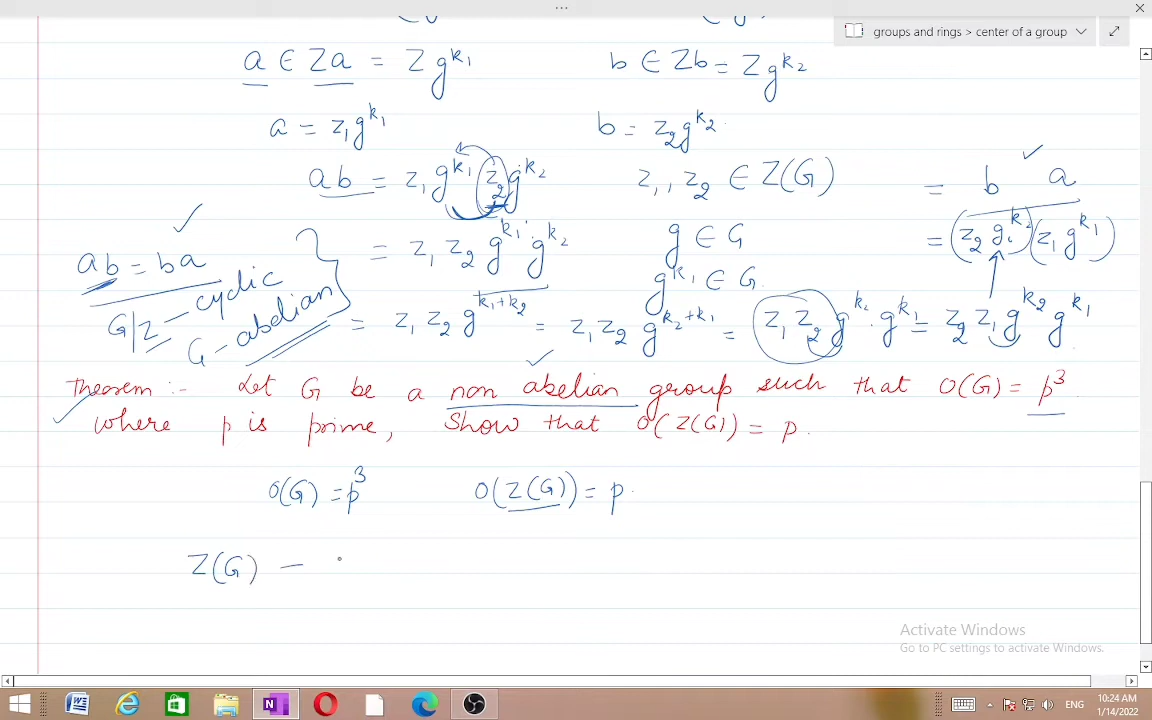 groups and rings > center of a group
a ∈ Za = Zg^k₁ b ∈ Zb = Zg^k₂
a = z₁g^k₁ b = z₂g^k₂
ab = z₁g^k₁ z₂g^k₂ z₁, z₂ ∈ Z(G) = b a
= z₁ z₂ g^k₁ g^k₂ g ∈ G = (z₂ g^k₂)(z₁ g^k₁)
ab = ba g^k₁ ∈ G
G/Z – cyclic
G – abelian
= z₁ z₂ g^k₁+k₂ = z₁z₂ g^k₂+k₁ = z₁ z₂ g^k₂ · g^k₁ = z₂ z₁ g^k₂ g^k₁
Theorem :- Let G be a non abelian group such that O(G) = p³.
where p is prime, Show that O(Z(G)) = p.
O(G) = p³ O(Z(G)) = p.
Z(G) –
Activate Windows
Go to PC settings to activate Windows.
ENG
10:24 AM
1/14/2022